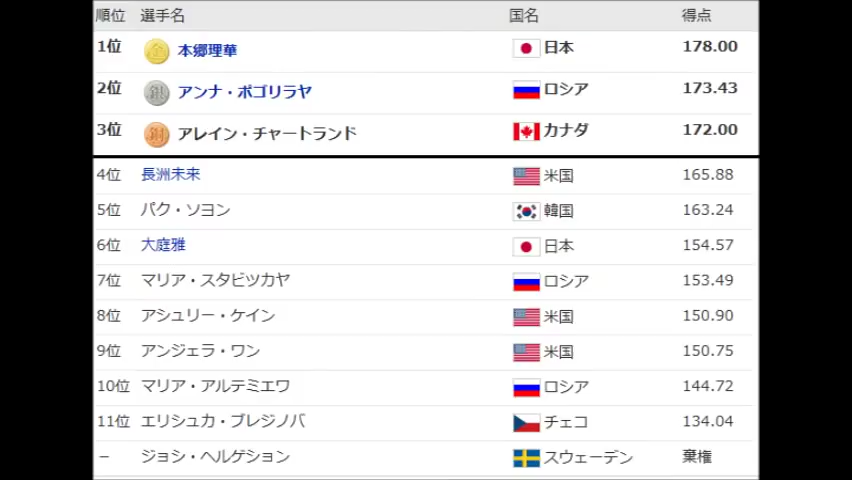 順位 選手名 国名 得点
1位 金 本郷理華 日本 178.00
2位 銀 アンナ・ポゴリラヤ ロシア 173.43
3位 銅 アレイン・チャートランド カナダ 172.00
4位 長洲未来 米国 165.88
5位 パク・ソヨン 韓国 163.24
6位 大庭雅 日本 154.57
7位 マリア・スタビツカヤ ロシア 153.49
8位 アシュリー・ケイン 米国 150.90
9位 アンジェラ・ワン 米国 150.75
10位 マリア・アルテミエワ ロシア 144.72
11位 エリシュカ・ブレジノバ チェコ 134.04
− ジョシ・ヘルゲション スウェーデン 棄権